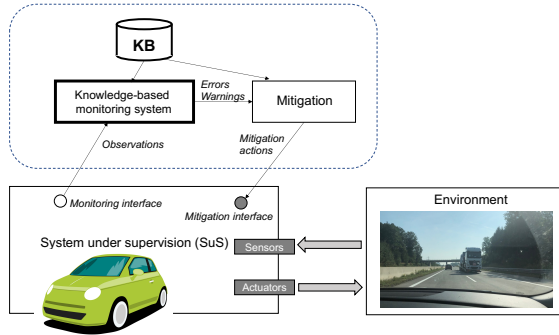 KB
Knowledge-based
monitoring system
Errors
Warnings
Mitigation
Observations
Mitigation
actions
Monitoring interface
Mitigation interface
System under supervision (SuS)
Sensors
Actuators
Environment